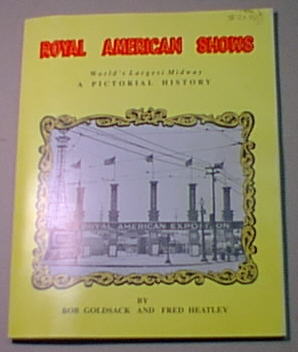 ROYAL AMERICAN SHOWS
World's Largest Midway
A PICTORIAL HISTORY
ROYAL AMERICAN EXPOSITION
BY
BOB GOLDSACK AND FRED HEATLEY